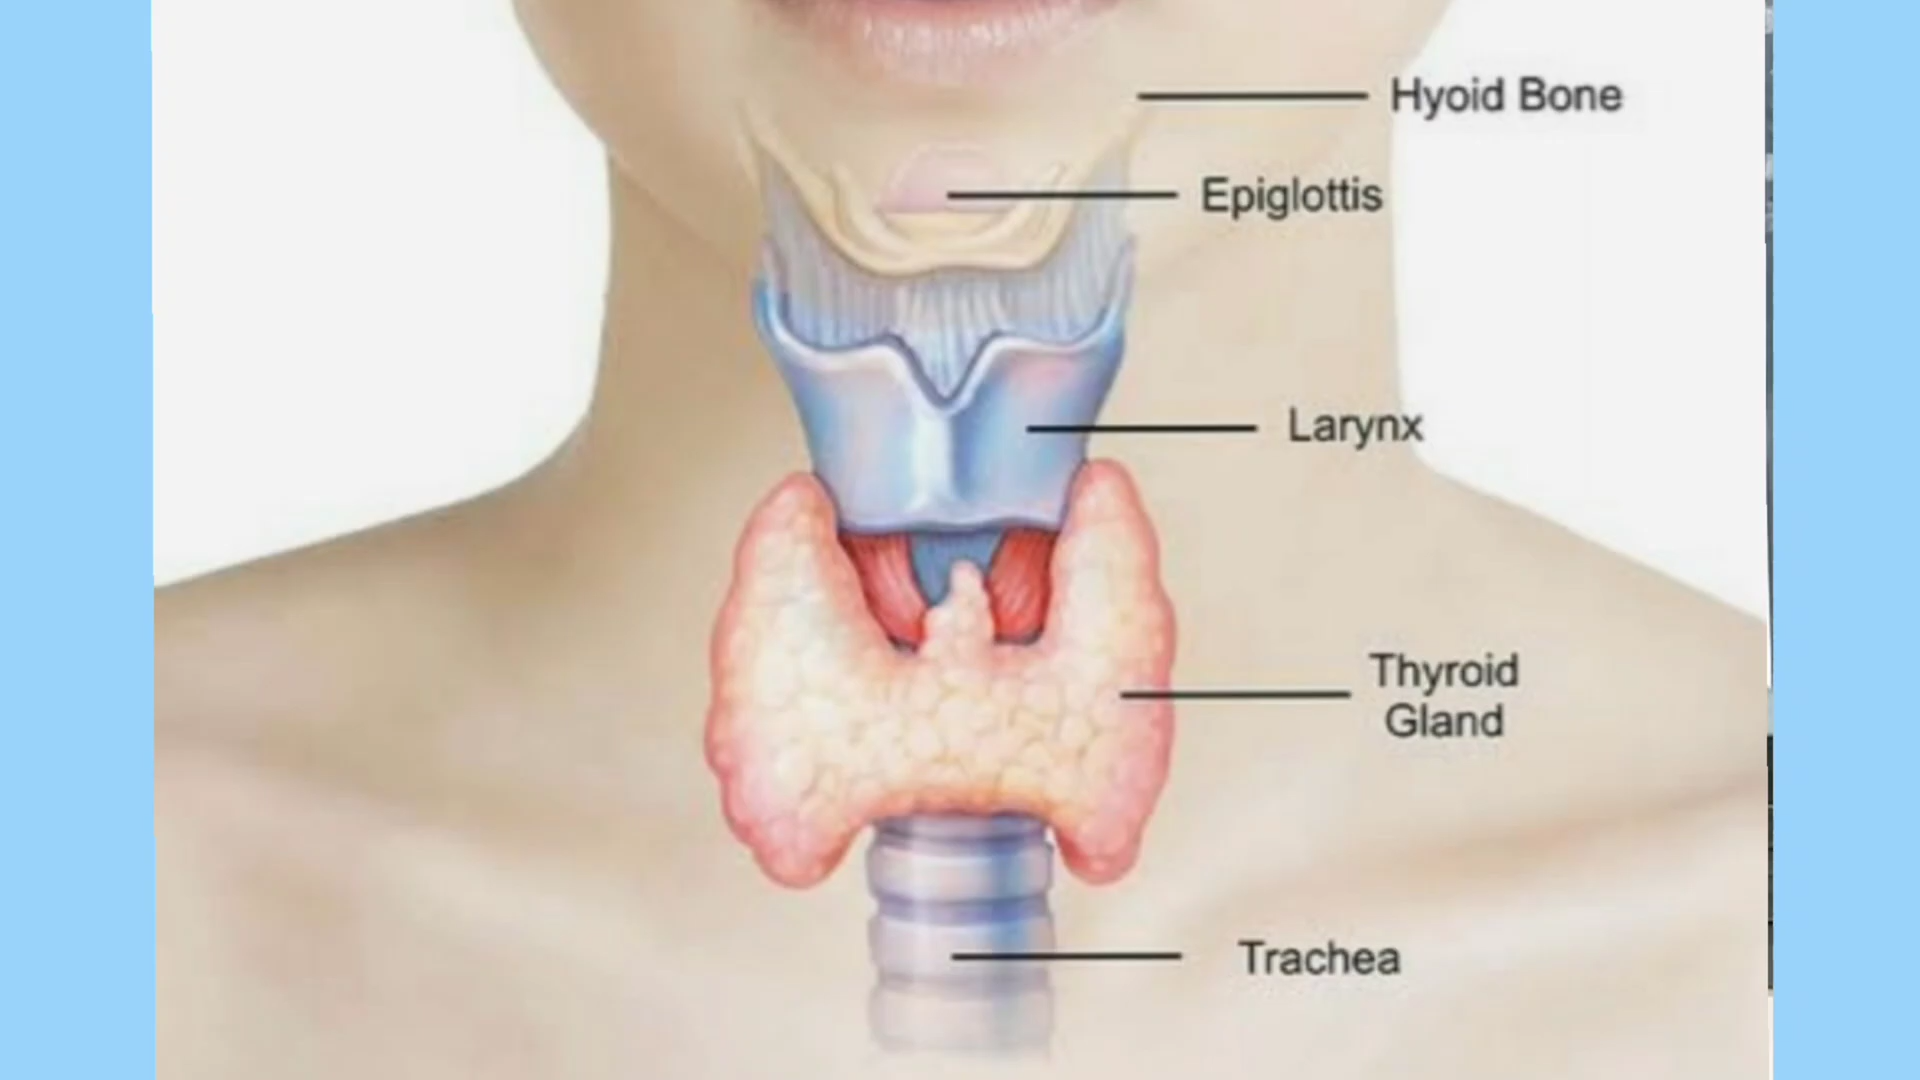 Hyoid Bone
Epiglottis
Larynx
Thyroid
Gland
Trachea